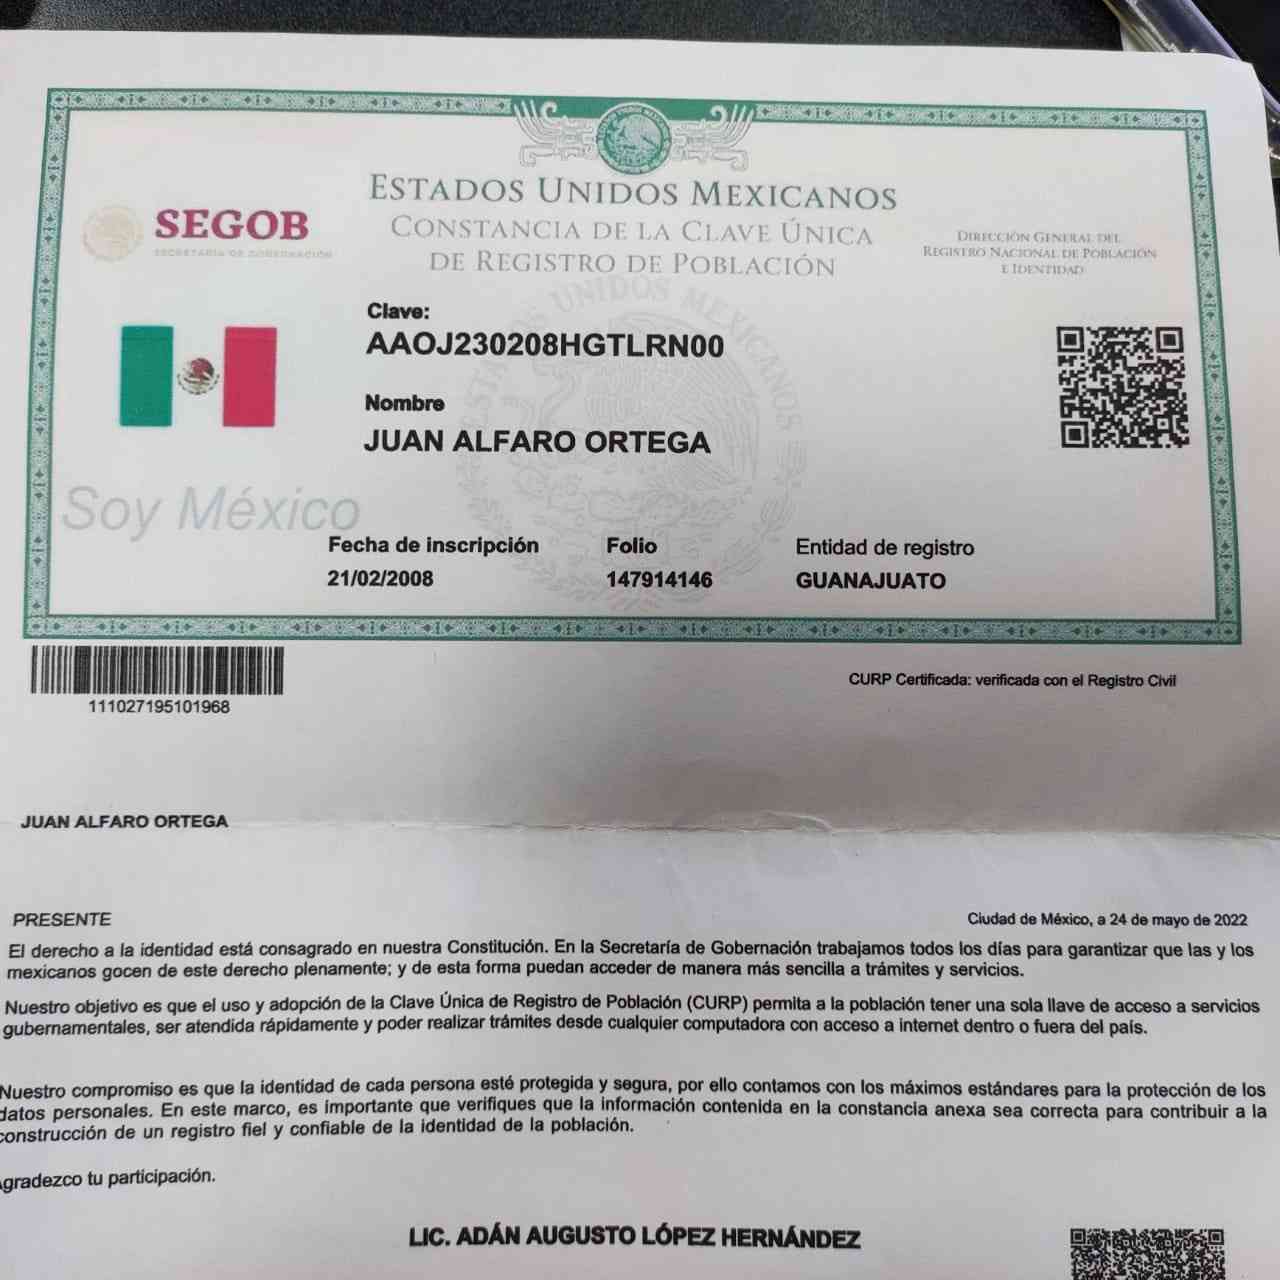 ESTADOS UNIDOS MEXICANOS
CONSTANCIA DE LA CLAVE ÚNICA
DE REGISTRO DE POBLACIÓN
SEGOB
SECRETARÍA DE GOBERNACIÓN
DIRECCIÓN GENERAL DEL
REGISTRO NACIONAL DE POBLACIÓN
E IDENTIDAD
Clave:
AAOJ230208HGTLRN00
Nombre
JUAN ALFARO ORTEGA
Soy México
Fecha de inscripción Folio Entidad de registro
21/02/2008 147914146 GUANAJUATO
111027195101968
CURP Certificada: verificada con el Registro Civil
JUAN ALFARO ORTEGA
PRESENTE
Ciudad de México, a 24 de mayo de 2022
El derecho a la identidad está consagrado en nuestra Constitución. En la Secretaría de Gobernación trabajamos todos los días para garantizar que las y los
mexicanos gocen de este derecho plenamente; y de esta forma puedan acceder de manera más sencilla a trámites y servicios.
Nuestro objetivo es que el uso y adopción de la Clave Única de Registro de Población (CURP) permita a la población tener una sola llave de acceso a servicios
gubernamentales, ser atendida rápidamente y poder realizar trámites desde cualquier computadora con acceso a internet dentro o fuera del país.
Nuestro compromiso es que la identidad de cada persona esté protegida y segura, por ello contamos con los máximos estándares para la protección de los
datos personales. En este marco, es importante que verifiques que la información contenida en la constancia anexa sea correcta para contribuir a la
construcción de un registro fiel y confiable de la identidad de la población.
Agradezco tu participación.
LIC. ADÁN AUGUSTO LÓPEZ HERNÁNDEZ